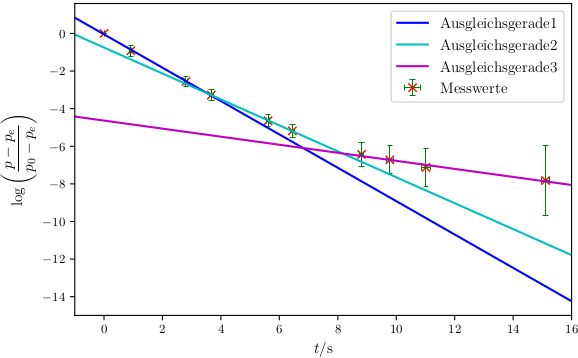 Ausgleichsgerade1
Ausgleichsgerade2
Ausgleichsgerade3
Messwerte
log(p − pₑ / p₀ − pₑ)
0
−2
−4
−6
−8
−10
−12
−14
0 2 4 6 8 10 12 14 16
t/s